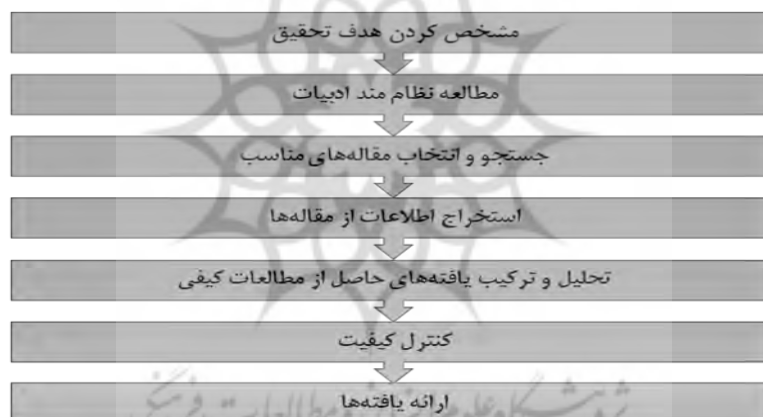 مشخص کردن هدف تحقیق
مطالعه نظام مند ادبیات
جستجو و انتخاب مقاله‌های مناسب
استخراج اطلاعات از مقاله‌ها
تحلیل و ترکیب یافته‌های حاصل از مطالعات کیفی
کنترل کیفیت
ارائه یافته‌ها